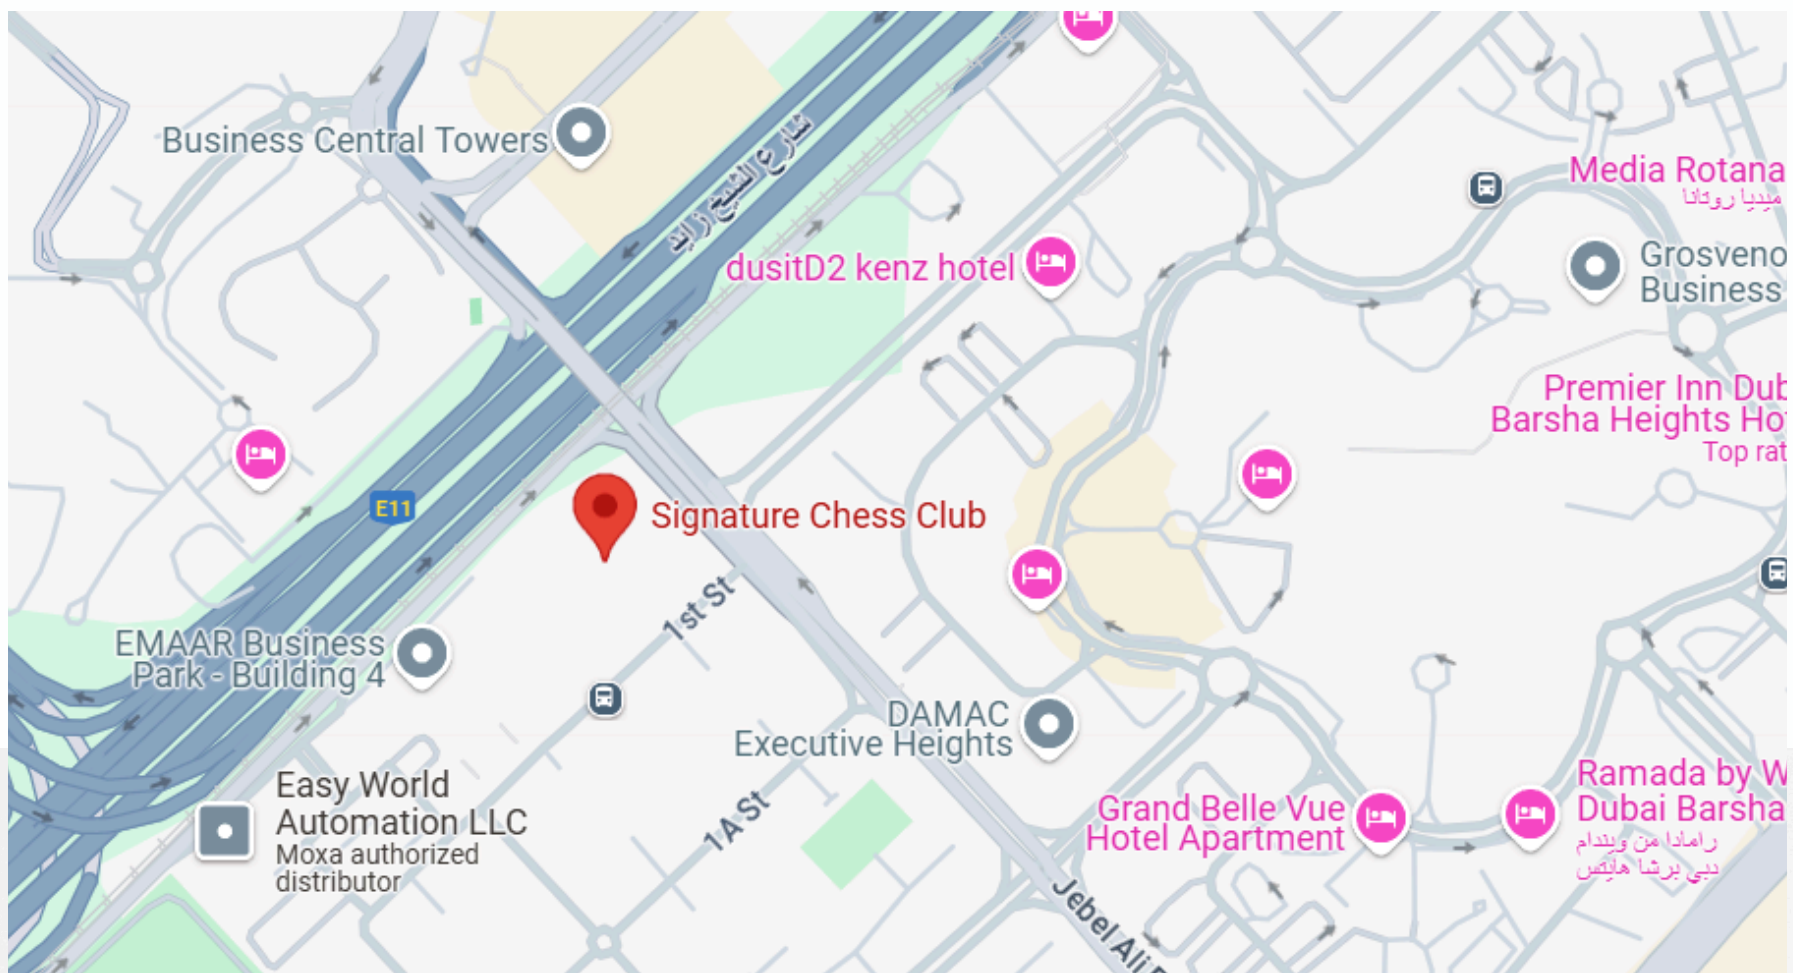 Business Central Towers
شارع الشيخ زايد
Media Rotana
ميديا روتانا
dusitD2 kenz hotel
Grosveno
Business
Premier Inn Dub
Barsha Heights Hot
Top rat
E11
Signature Chess Club
1st St
EMAAR Business
Park - Building 4
DAMAC
Executive Heights
Easy World
Automation LLC
Moxa authorized
distributor
1A St
Grand Belle Vue
Hotel Apartment
Ramada by W
Dubai Barsha
رامادا من ويندام
دبي برشا هايتس
Jebel Ali